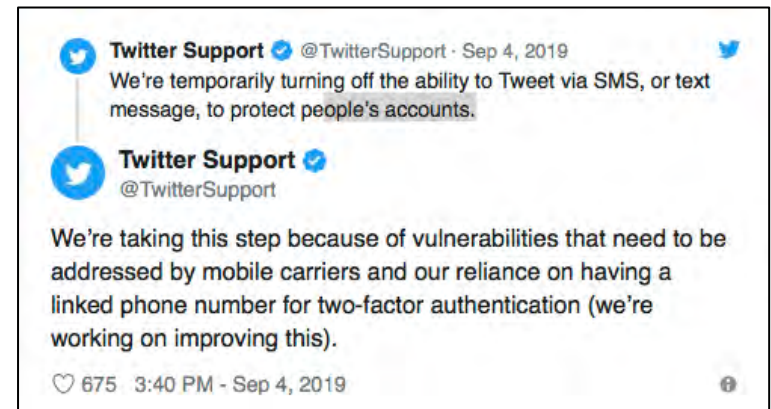 Twitter Support @TwitterSupport · Sep 4, 2019
We're temporarily turning off the ability to Tweet via SMS, or text
message, to protect people's accounts.
Twitter Support
@TwitterSupport
We're taking this step because of vulnerabilities that need to be
addressed by mobile carriers and our reliance on having a
linked phone number for two-factor authentication (we're
working on improving this).
675 3:40 PM - Sep 4, 2019